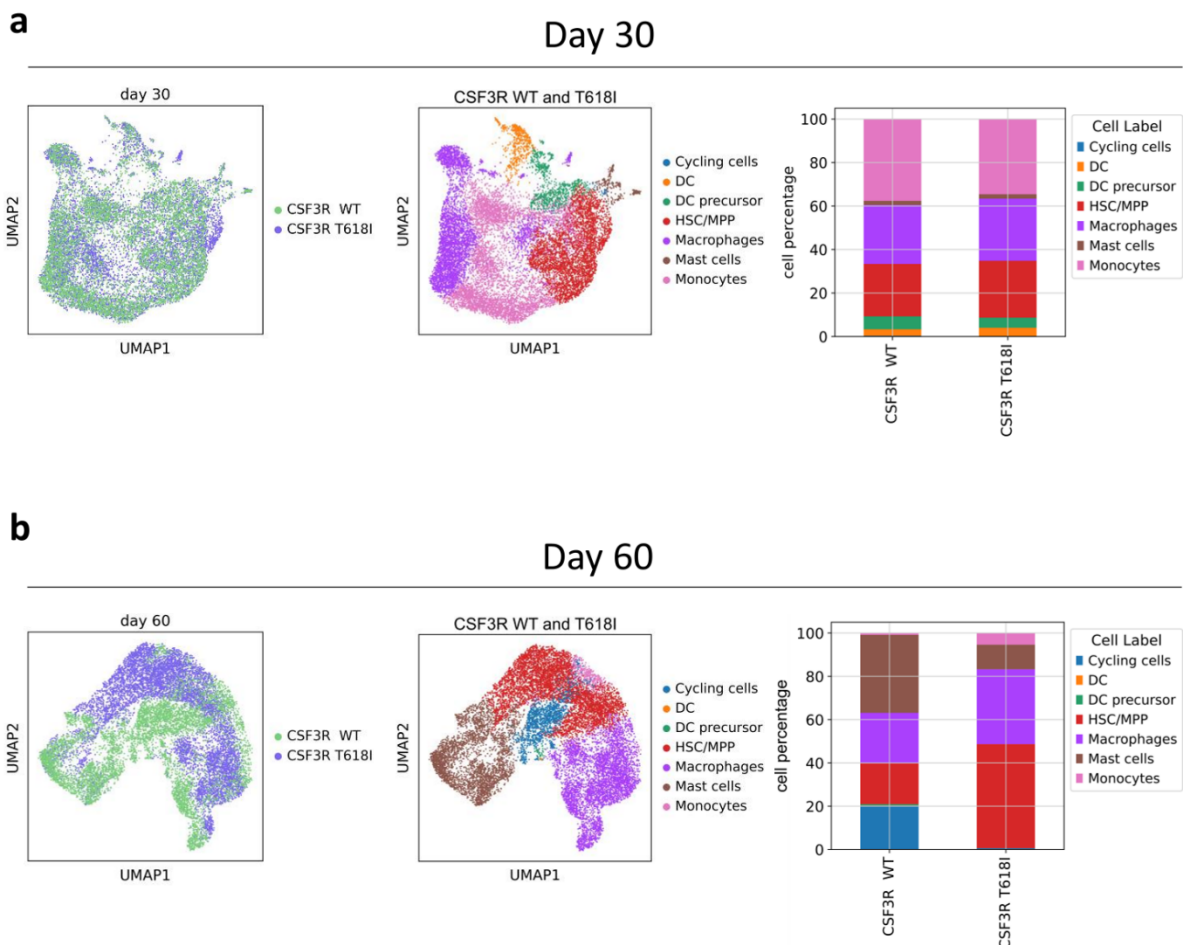 a
Day 30
day 30
UMAP2
UMAP1
CSF3R WT
CSF3R T618I
CSF3R WT and T618I
UMAP2
UMAP1
Cycling cells
DC
DC precursor
HSC/MPP
Macrophages
Mast cells
Monocytes
cell percentage
100
80
60
40
20
0
CSF3R WT
CSF3R T618I
Cell Label
Cycling cells
DC
DC precursor
HSC/MPP
Macrophages
Mast cells
Monocytes
b
Day 60
day 60
UMAP2
UMAP1
CSF3R WT
CSF3R T618I
CSF3R WT and T618I
UMAP2
UMAP1
Cycling cells
DC
DC precursor
HSC/MPP
Macrophages
Mast cells
Monocytes
cell percentage
100
80
60
40
20
0
CSF3R WT
CSF3R T618I
Cell Label
Cycling cells
DC
DC precursor
HSC/MPP
Macrophages
Mast cells
Monocytes